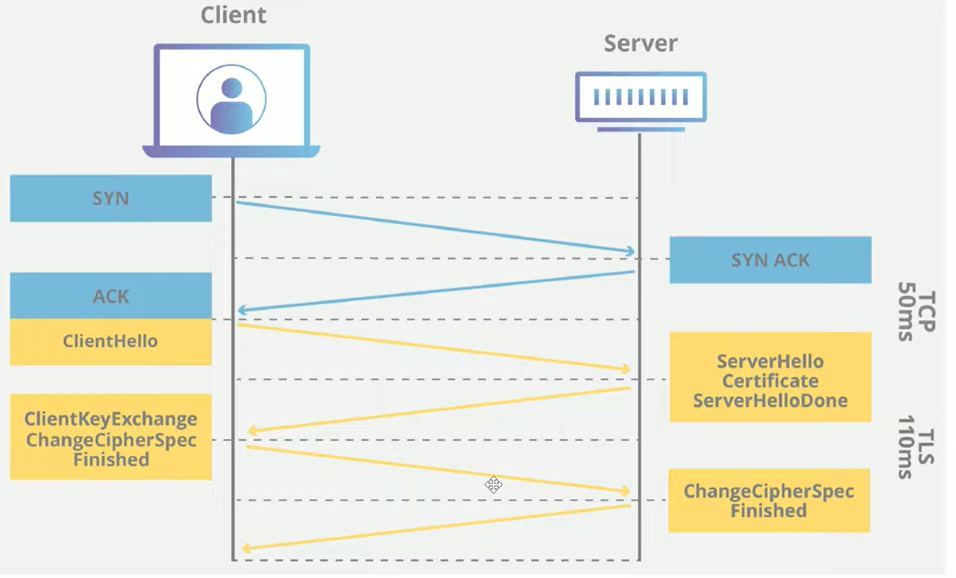 Client
Server
SYN
SYN ACK
ACK
ClientHello
ServerHello
Certificate
ServerHelloDone
ClientKeyExchange
ChangeCipherSpec
Finished
ChangeCipherSpec
Finished
TCP
50ms
TLS
110ms